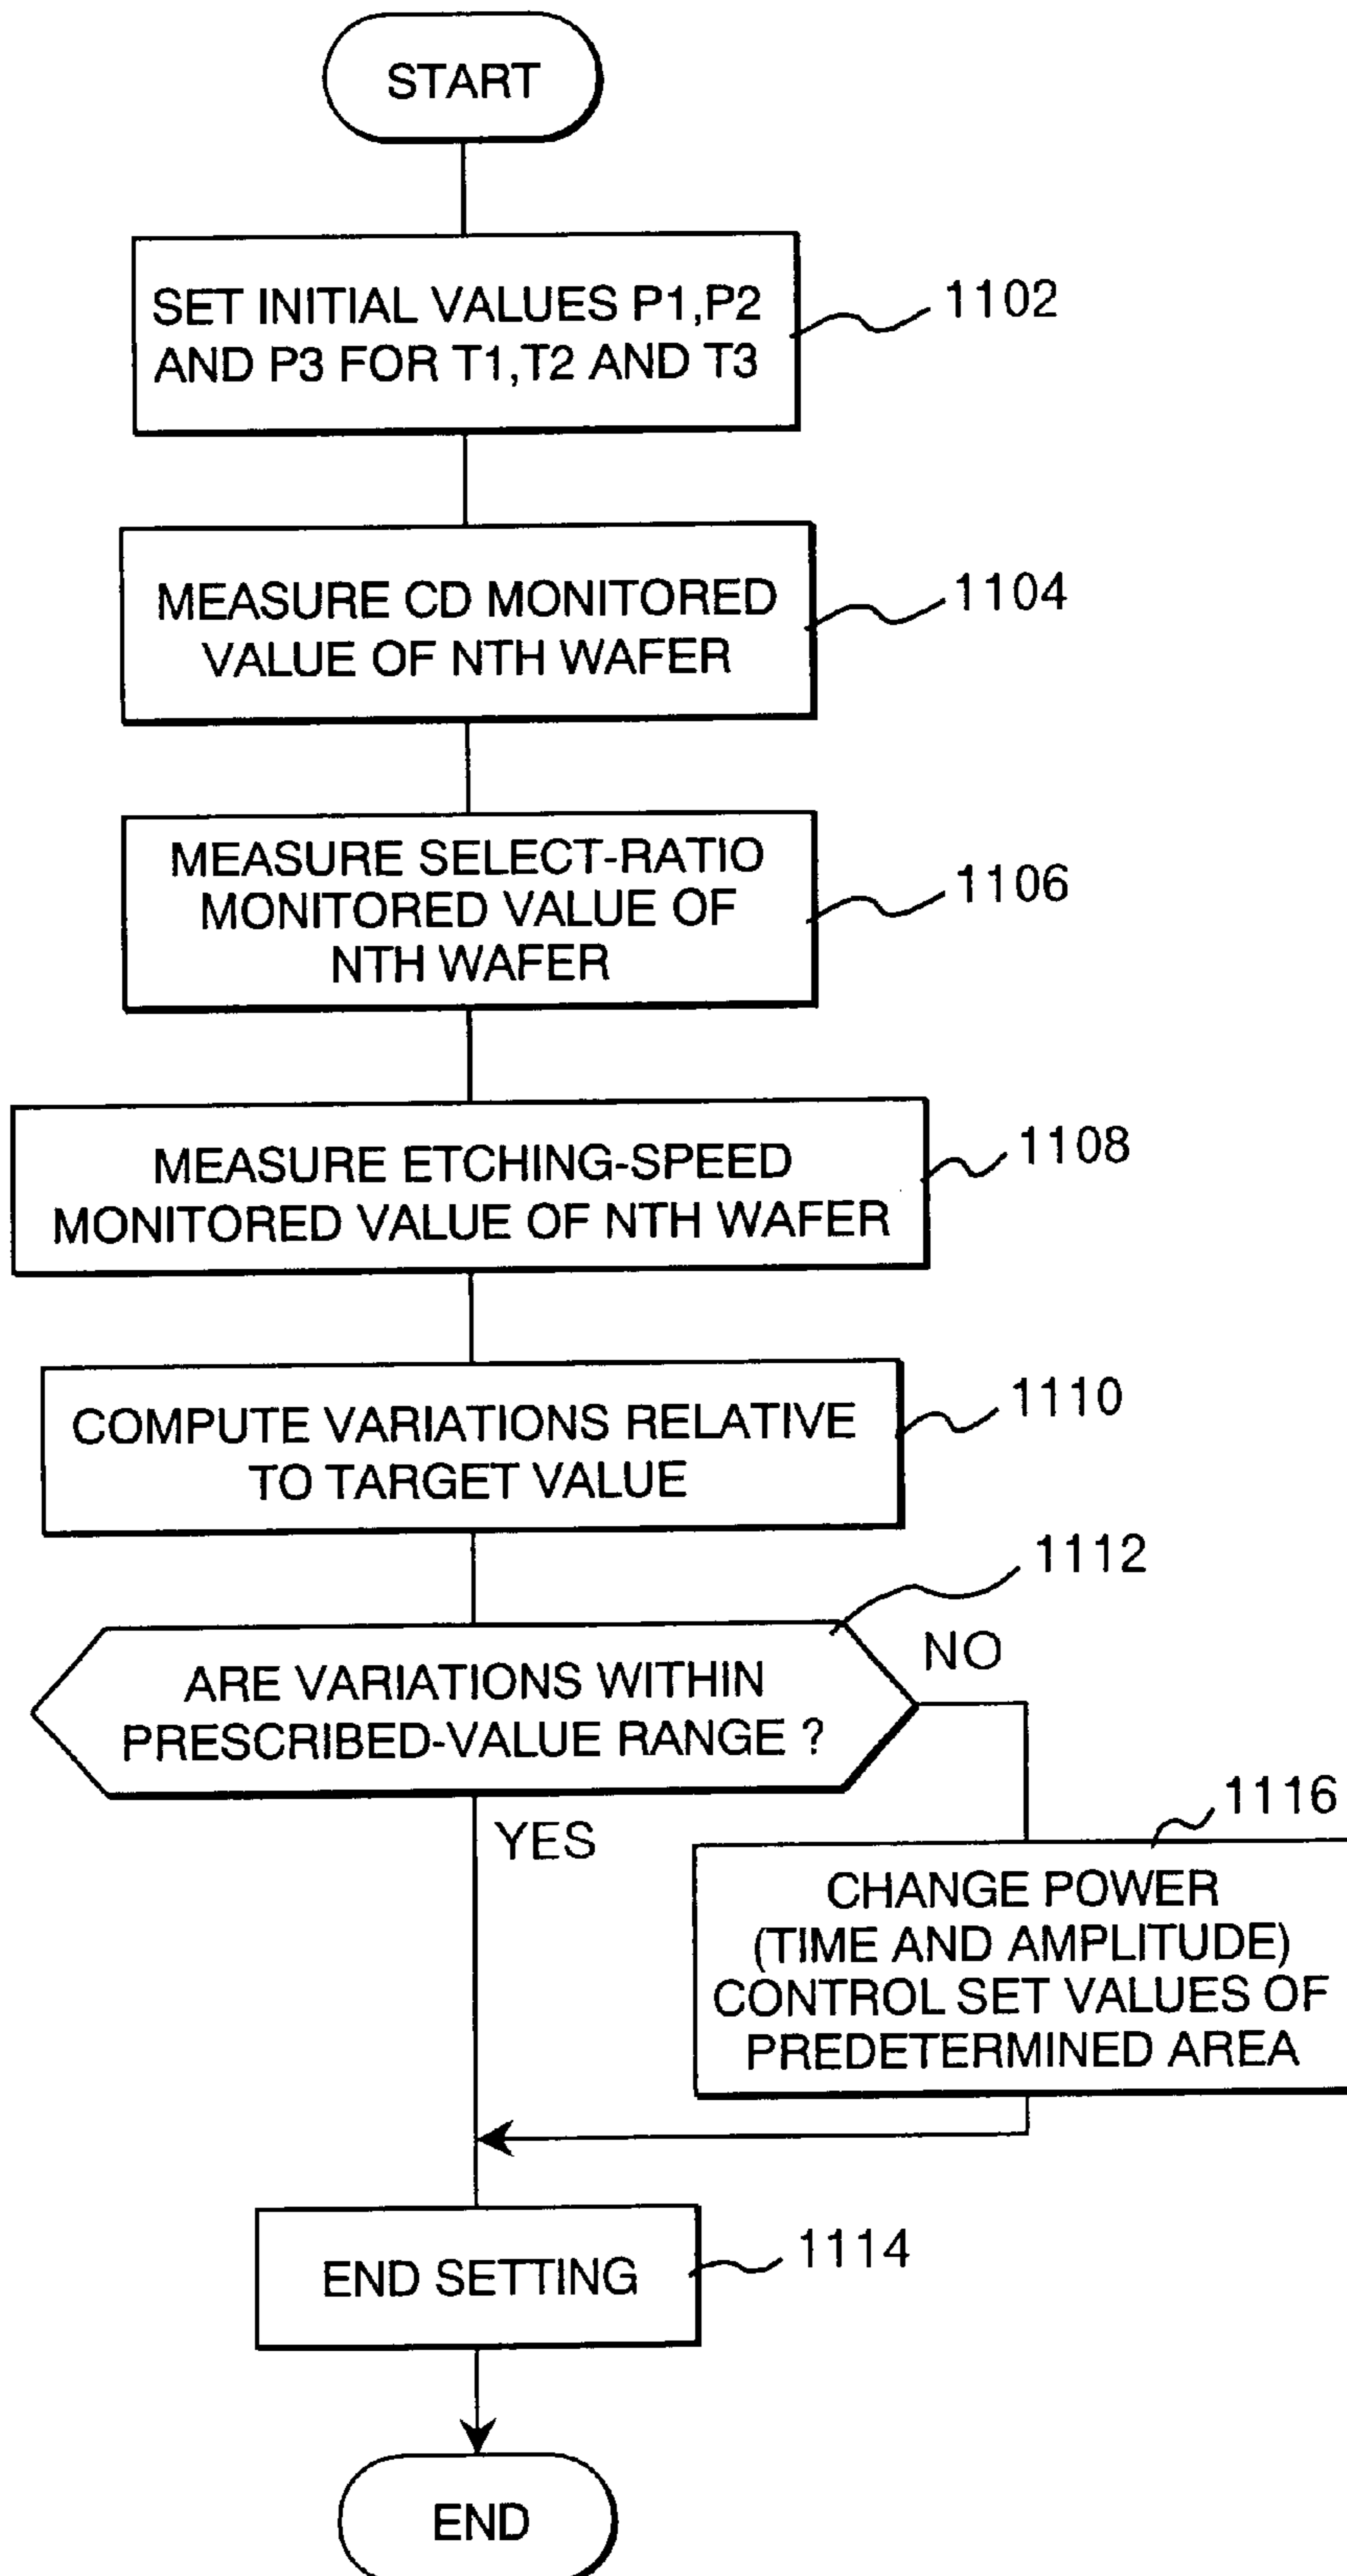 START
SET INITIAL VALUES P1,P2
AND P3 FOR T1,T2 AND T3
1102
MEASURE CD MONITORED
VALUE OF NTH WAFER
1104
MEASURE SELECT-RATIO
MONITORED VALUE OF
NTH WAFER
1106
MEASURE ETCHING-SPEED
MONITORED VALUE OF NTH WAFER
1108
COMPUTE VARIATIONS RELATIVE
TO TARGET VALUE
1110
1112
ARE VARIATIONS WITHIN
PRESCRIBED-VALUE RANGE ?
NO
YES
1116
CHANGE POWER
(TIME AND AMPLITUDE)
CONTROL SET VALUES OF
PREDETERMINED AREA
END SETTING
1114
END